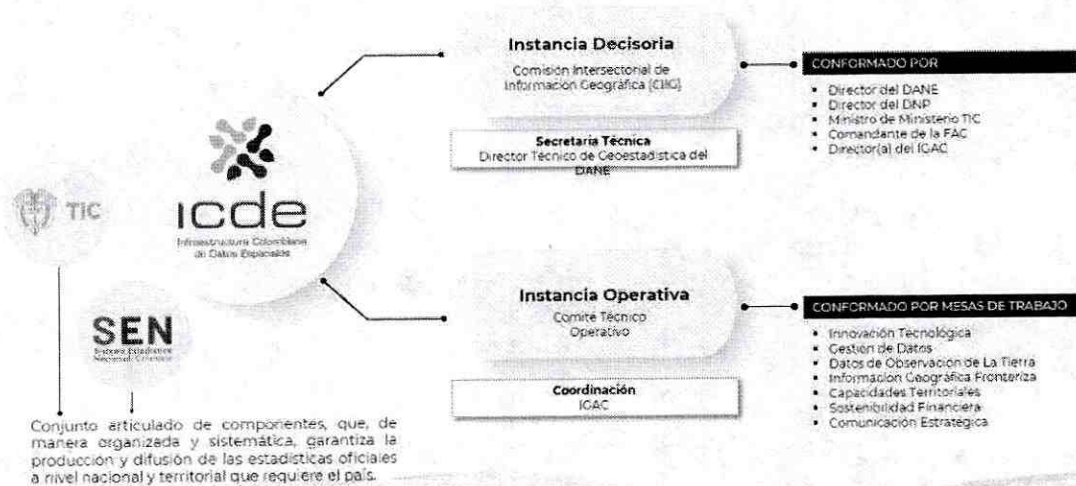 Instancia Decisoria
Comisión Intersectorial de
Información Geográfica (CIIG)
Secretaría Técnica
Director Técnico de Geoestadística del
DANE
CONFORMADO POR
▪ Director del DANE
▪ Director del DNP
▪ Ministro de Ministerio TIC
▪ Comandante de la FAC
▪ Director(a) del IGAC
TIC
icde
Infraestructura Colombiana
de Datos Espaciales
SEN
Sistema Estadístico
Nacional
Conjunto articulado de componentes, que, de
manera organizada y sistemática, garantiza la
producción y difusión de las estadísticas oficiales
a nivel nacional y territorial que requiere el país.
Instancia Operativa
Comité Técnico
Operativo
Coordinación
IGAC
CONFORMADO POR MESAS DE TRABAJO
▪ Innovación Tecnológica
▪ Gestión de Datos
▪ Datos de Observación de La Tierra
▪ Información Geográfica Fronteriza
▪ Capacidades Territoriales
▪ Sostenibilidad Financiera
▪ Comunicación Estratégica